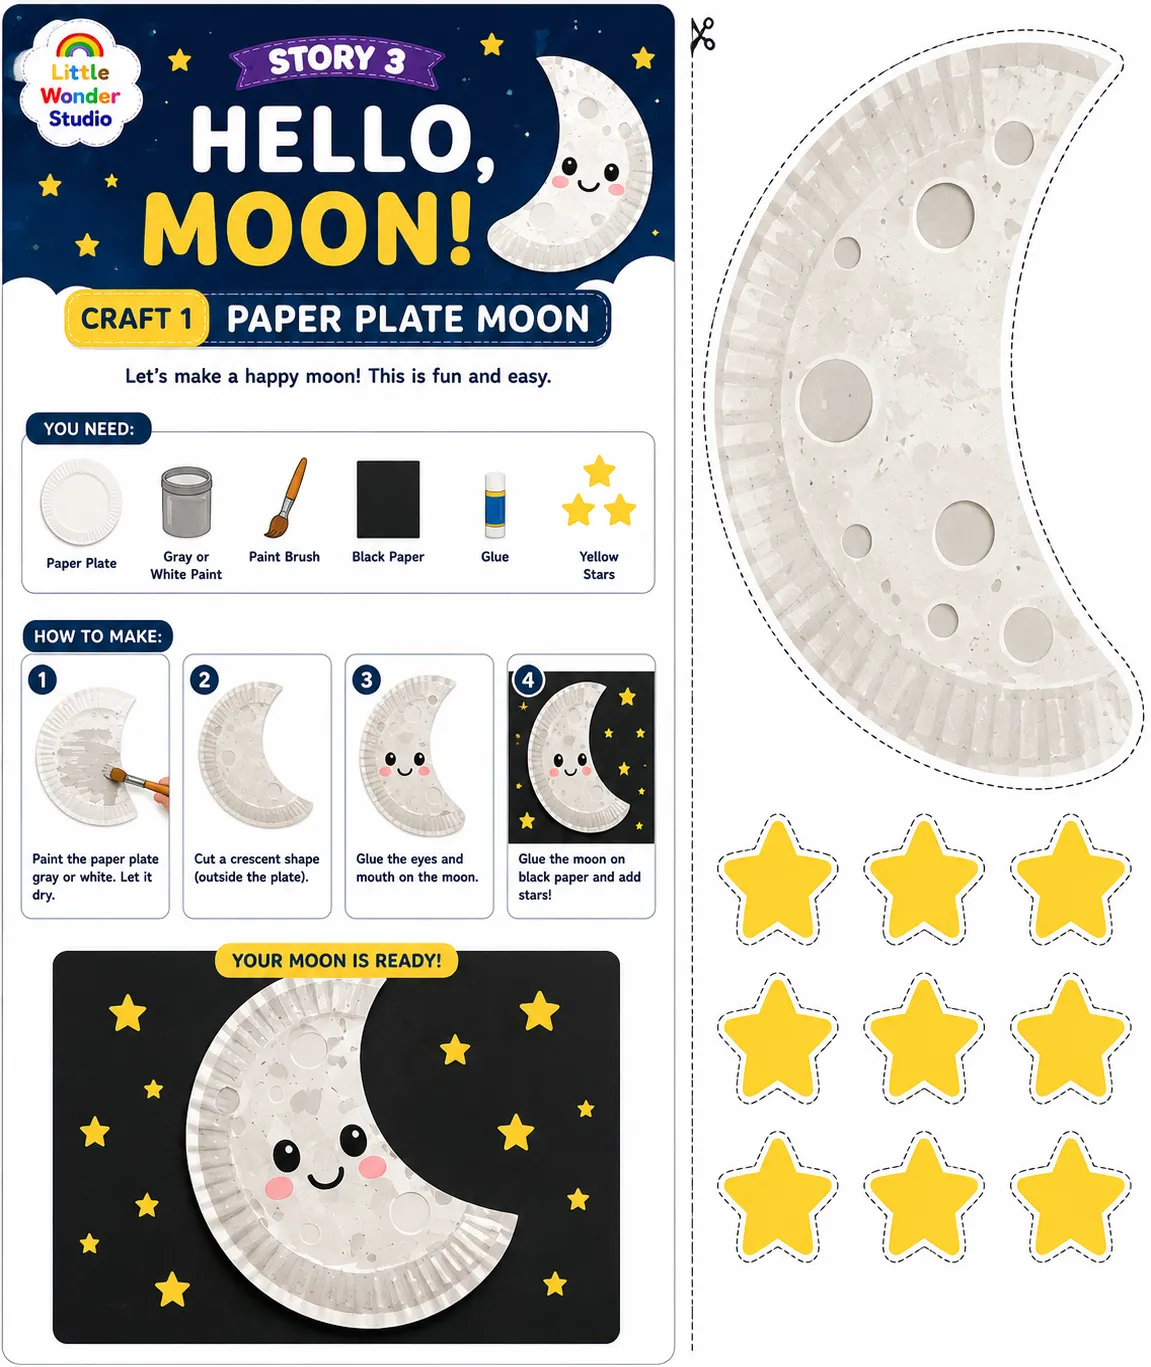 Little
Wonder
Studio
STORY 3
HELLO,
MOON!
CRAFT 1
PAPER PLATE MOON
Let's make a happy moon! This is fun and easy.
YOU NEED:
Paper Plate
Gray or
White Paint
Paint Brush
Black Paper
Glue
Yellow
Stars
HOW TO MAKE:
1
Paint the paper plate
gray or white. Let it
dry.
2
Cut a crescent shape
(outside the plate).
3
Glue the eyes and
mouth on the moon.
4
Glue the moon on
black paper and add
stars!
YOUR MOON IS READY!